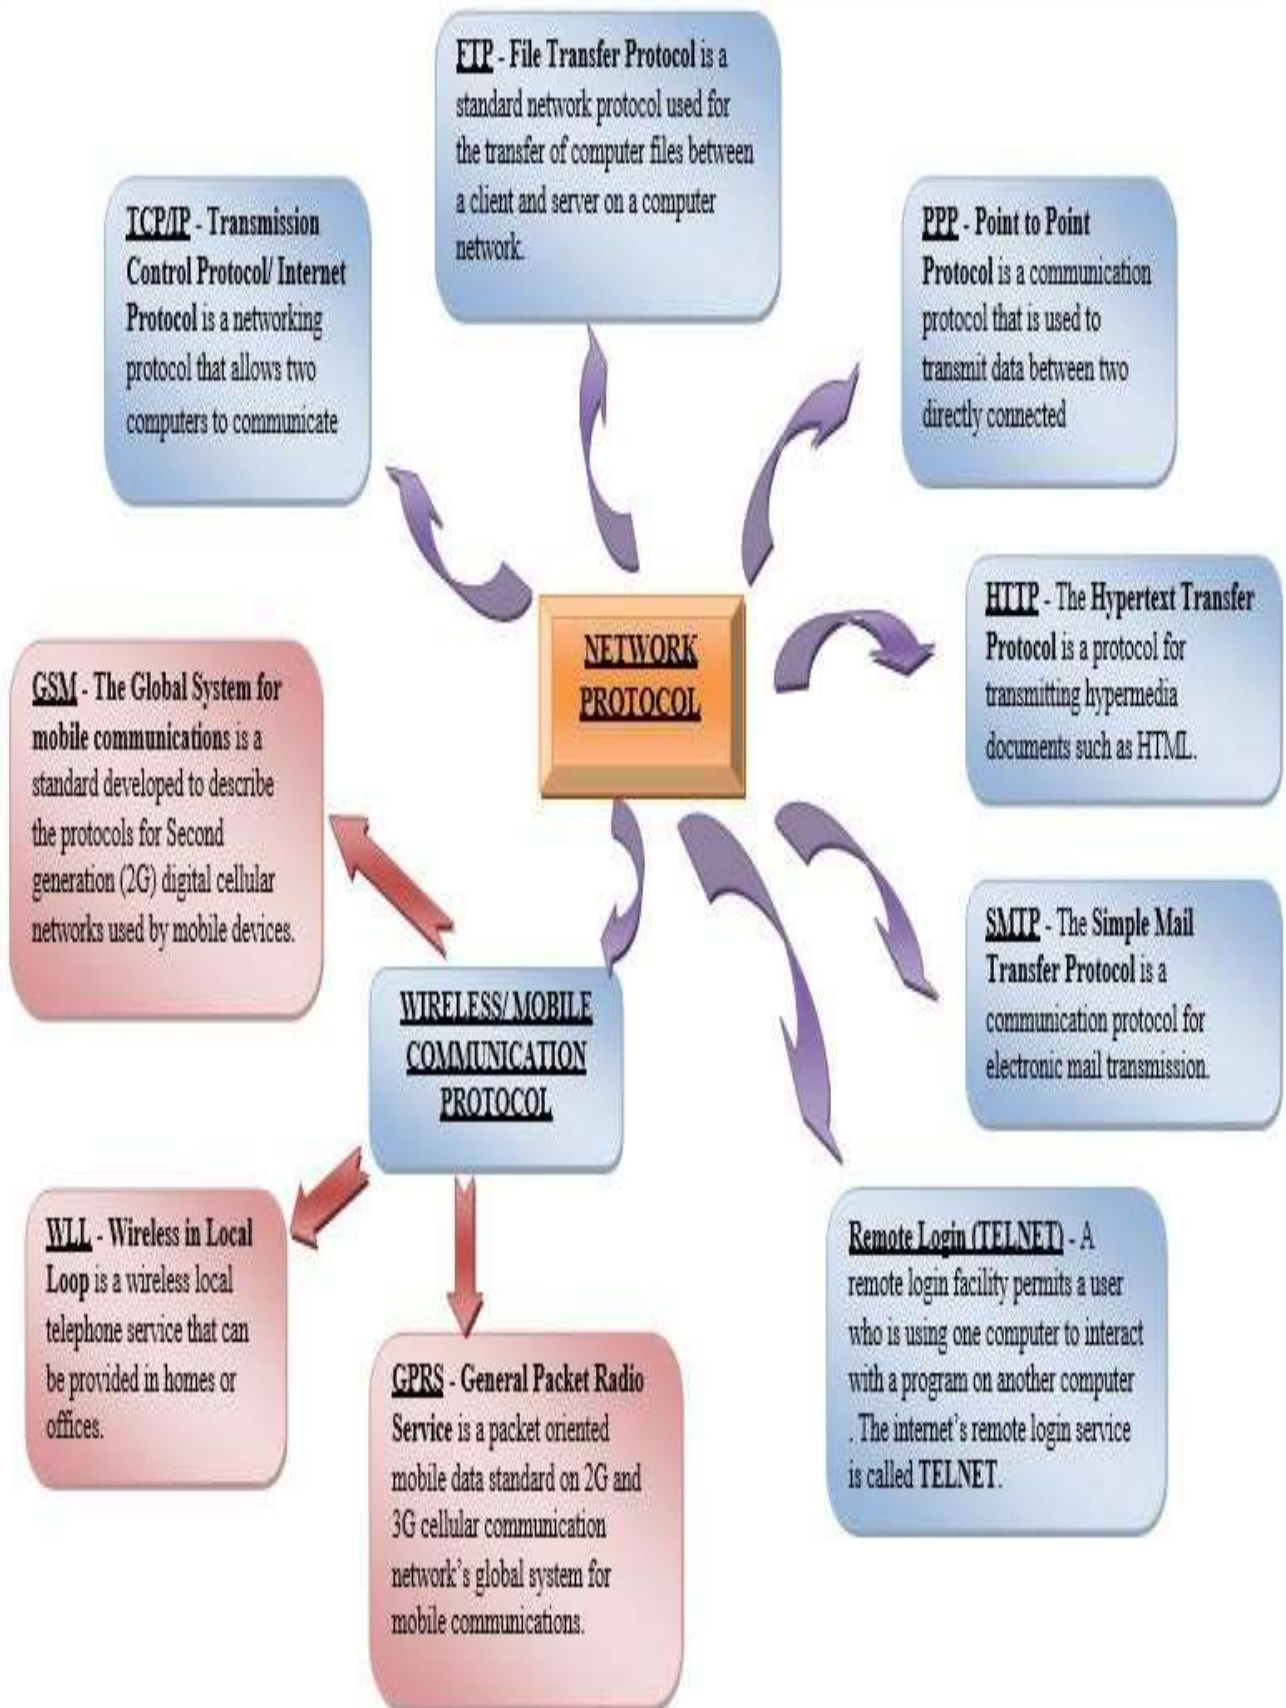 FTP - File Transfer Protocol is a
standard network protocol used for
the transfer of computer files between
a client and server on a computer
network.
TCP/IP - Transmission
Control Protocol/ Internet
Protocol is a networking
protocol that allows two
computers to communicate
PPP - Point to Point
Protocol is a communication
protocol that is used to
transmit data between two
directly connected
HTTP - The Hypertext Transfer
Protocol is a protocol for
transmitting hypermedia
documents such as HTML.
NETWORK
PROTOCOL
GSM - The Global System for
mobile communications is a
standard developed to describe
the protocols for Second
generation (2G) digital cellular
networks used by mobile devices.
SMTP - The Simple Mail
Transfer Protocol is a
communication protocol for
electronic mail transmission.
WIRELESS/ MOBILE
COMMUNICATION
PROTOCOL
WLL - Wireless in Local
Loop is a wireless local
telephone service that can
be provided in homes or
offices.
Remote Login (TELNET) - A
remote login facility permits a user
who is using one computer to interact
with a program on another computer
. The internet's remote login service
is called TELNET.
GPRS - General Packet Radio
Service is a packet oriented
mobile data standard on 2G and
3G cellular communication
network's global system for
mobile communications.